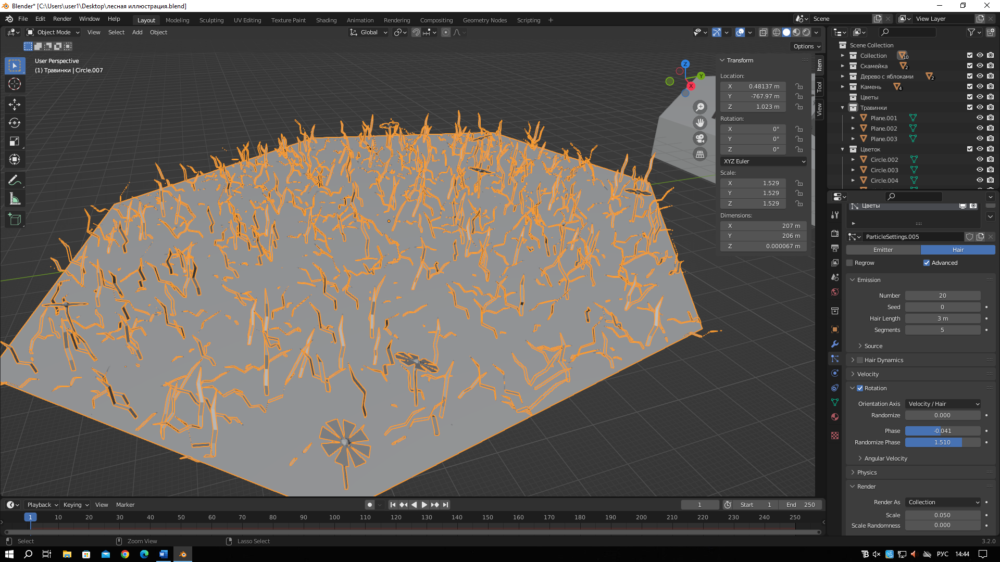 Blender* [C:\Users\user1\Desktop\лесная иллюстрация.blend]
File Edit Render Window Help Layout Modeling Sculpting UV Editing Texture Paint Shading Animation Rendering Compositing Geometry Nodes Scripting + Scene View Layer
Object Mode View Select Add Object Global
Options
User Perspective
(1) Травинки | Circle.007
Z
Y
X
Item
Tool
View
Transform
Location:
X 0.48137 m
Y -767.97 m
Z 1.023 m
Rotation:
X 0°
Y 0°
Z 0°
XYZ Euler
Scale:
X 1.529
Y 1.529
Z 1.529
Dimensions:
X 207 m
Y 206 m
Z 0.000067 m
Scene Collection
Collection 10
Скамейка 2
Дерево с яблоками 2
Камень 4
Цветы
Травинки
Plane.001
Plane.002
Plane.003
Цветок
Circle.002
Circle.003
Circle.004
Цветы
ParticleSettings.005
Emitter Hair
Regrow Advanced
Emission
Number 20
Seed 0
Hair Length 3 m
Segments 5
Source
Hair Dynamics
Velocity
Rotation
Orientation Axis Velocity / Hair
Randomize 0.000
Phase -0.041
Randomize Phase 1.510
Angular Velocity
Physics
Render
Render As Collection
Scale 0.050
Scale Randomness 0.000
Playback Keying View Marker 1 Start 1 End 250
1 10 20 30 40 50 60 70 80 90 100 110 120 130 140 150 160 170 180 190 200 210 220 230 240 250
Select Zoom View Lasso Select 3.2.0
РУС 14:44